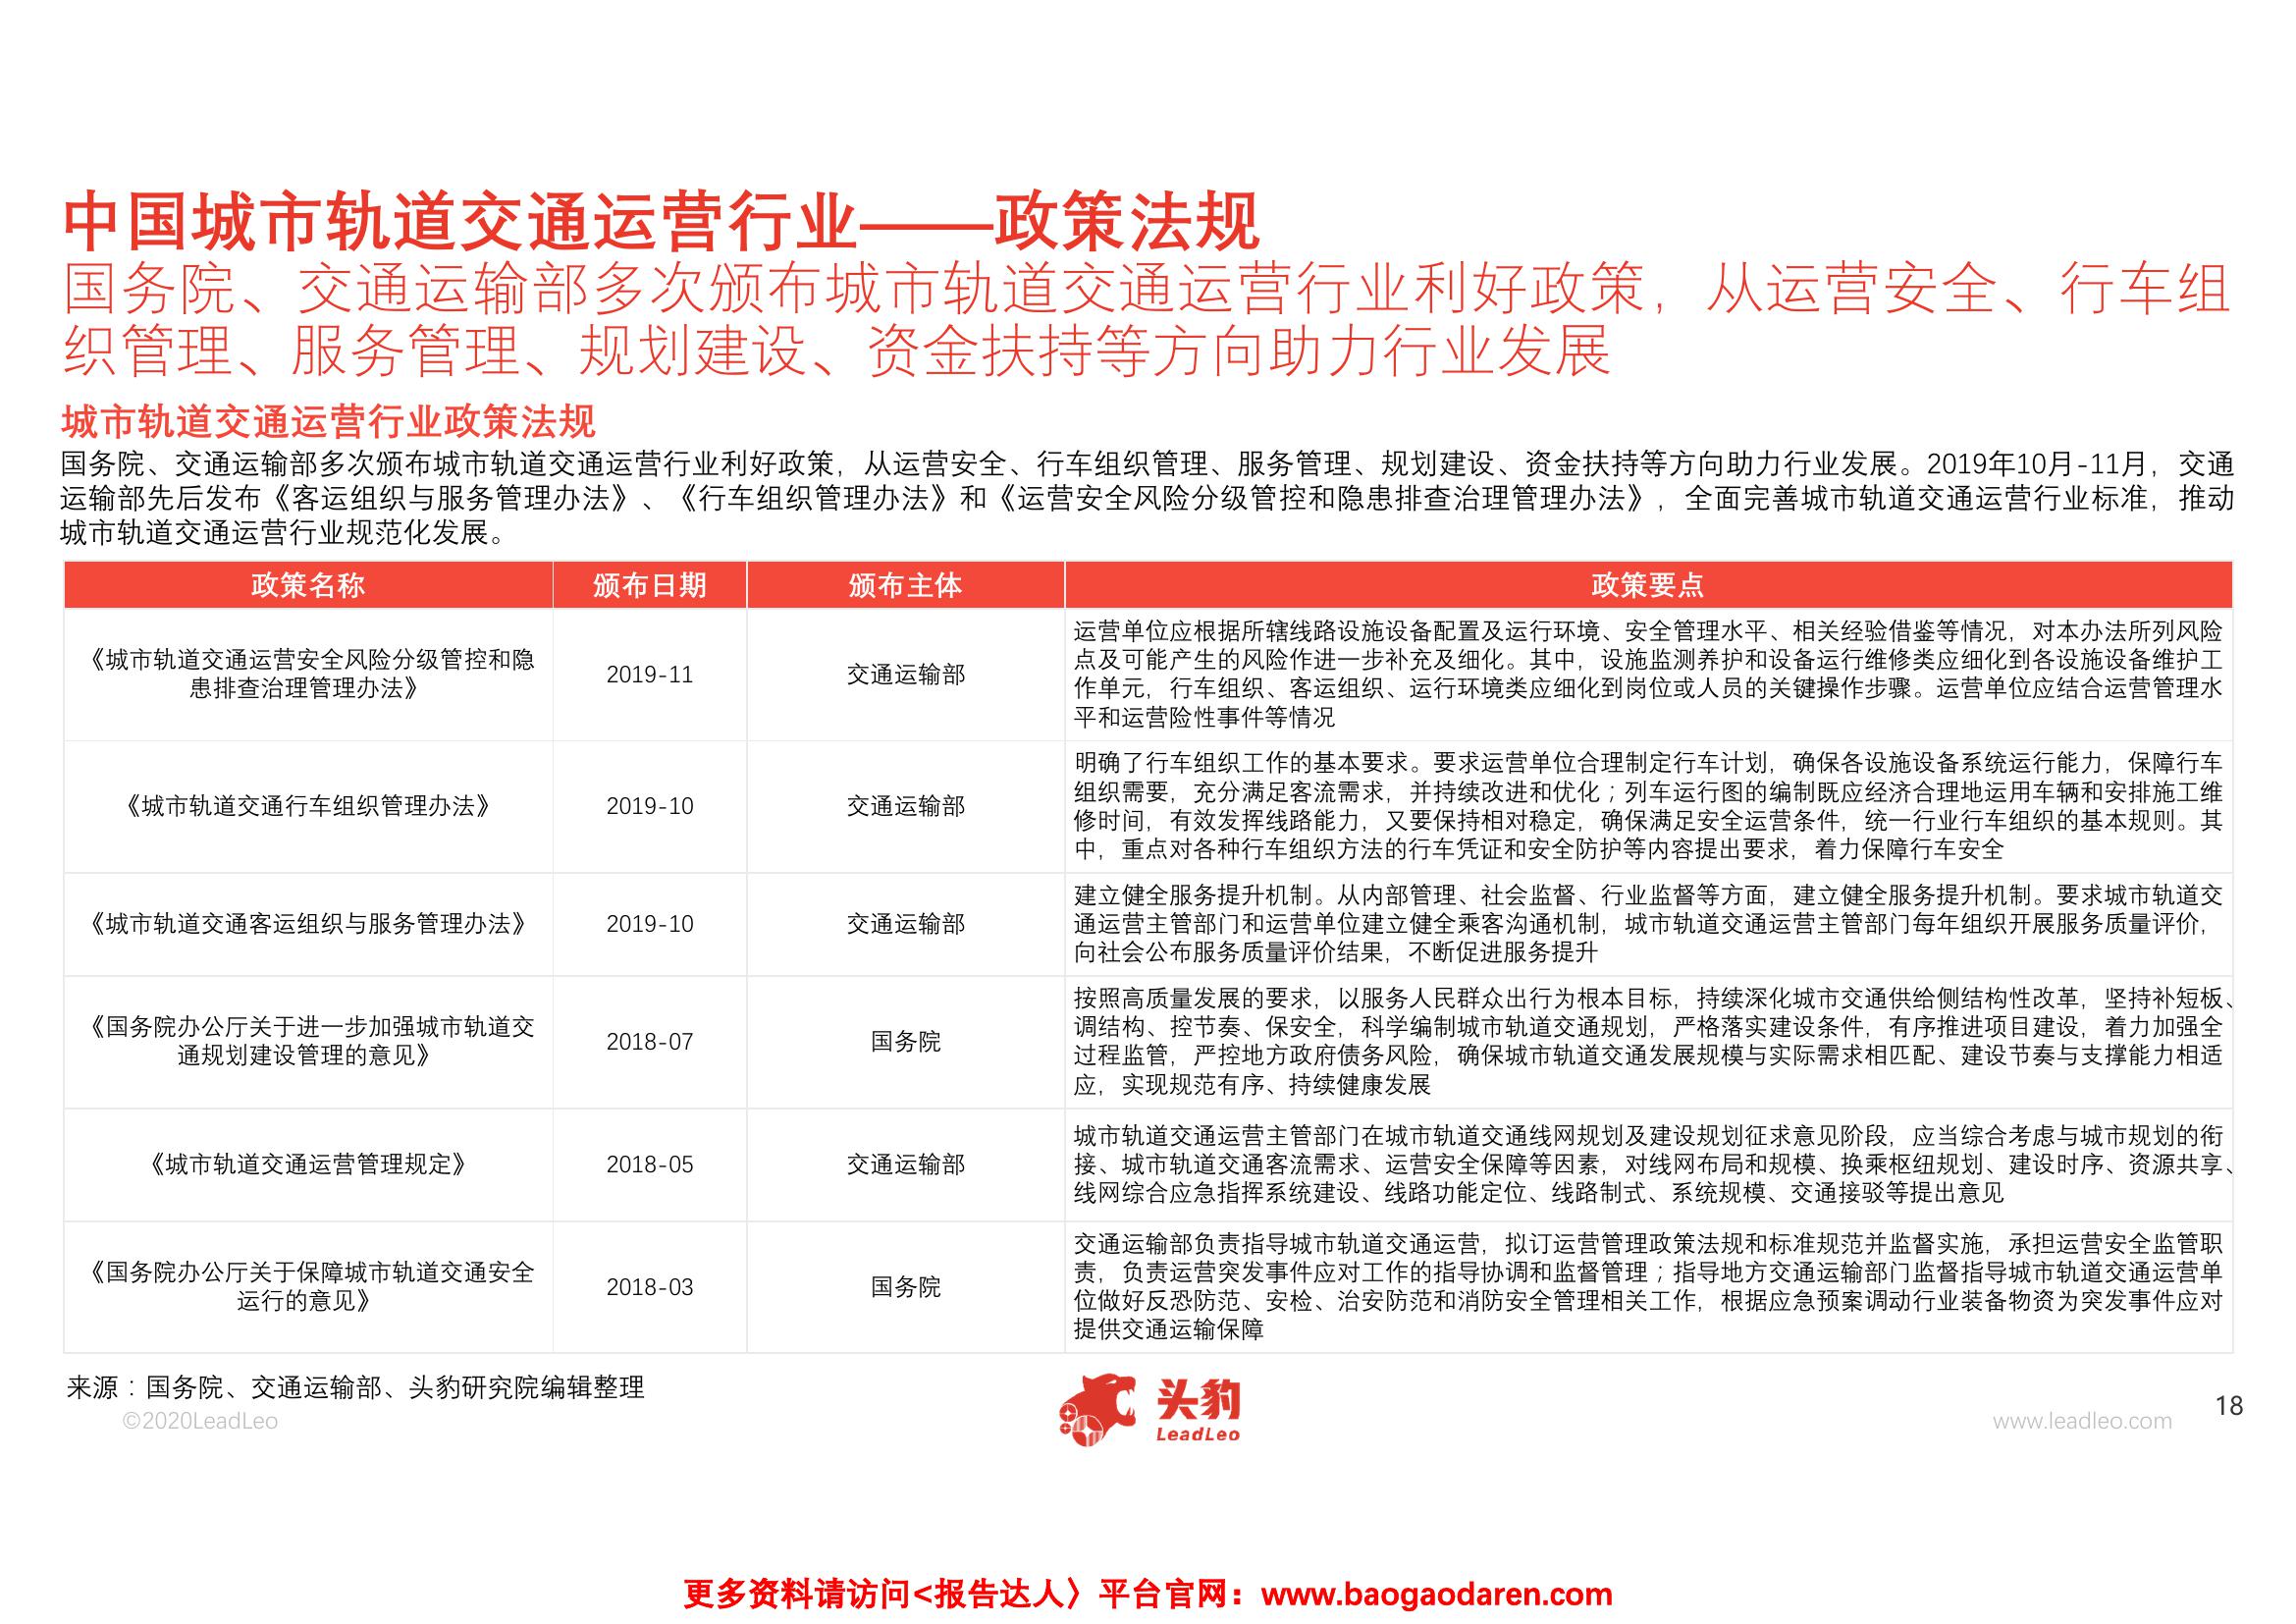 中国城市轨道交通运营行业——政策法规
国务院、交通运输部多次颁布城市轨道交通运营行业利好政策，从运营安全、行车组
织管理、服务管理、规划建设、资金扶持等方向助力行业发展
城市轨道交通运营行业政策法规
国务院、交通运输部多次颁布城市轨道交通运营行业利好政策，从运营安全、行车组织管理、服务管理、规划建设、资金扶持等方向助力行业发展。2019年10月-11月，交通
运输部先后发布《客运组织与服务管理办法》、《行车组织管理办法》和《运营安全风险分级管控和隐患排查治理管理办法》，全面完善城市轨道交通运营行业标准，推动
城市轨道交通运营行业规范化发展。
政策名称 颁布日期 颁布主体 政策要点
《城市轨道交通运营安全风险分级管控和隐
患排查治理管理办法》
2019-11
交通运输部
运营单位应根据所辖线路设施设备配置及运行环境、安全管理水平、相关经验借鉴等情况，对本办法所列风险
点及可能产生的风险作进一步补充及细化。其中，设施监测养护和设备运行维修类应细化到各设施设备维护工
作单元，行车组织、客运组织、运行环境类应细化到岗位或人员的关键操作步骤。运营单位应结合运营管理水
平和运营险性事件等情况
《城市轨道交通行车组织管理办法》
2019-10
交通运输部
明确了行车组织工作的基本要求。要求运营单位合理制定行车计划，确保各设施设备系统运行能力，保障行车
组织需要，充分满足客流需求，并持续改进和优化；列车运行图的编制既应经济合理地运用车辆和安排施工维
修时间，有效发挥线路能力，又要保持相对稳定，确保满足安全运营条件，统一行业行车组织的基本规则。其
中，重点对各种行车组织方法的行车凭证和安全防护等内容提出要求，着力保障行车安全
《城市轨道交通客运组织与服务管理办法》
2019-10
交通运输部
建立健全服务提升机制。从内部管理、社会监督、行业监督等方面，建立健全服务提升机制。要求城市轨道交
通运营主管部门和运营单位建立健全乘客沟通机制，城市轨道交通运营主管部门每年组织开展服务质量评价，
向社会公布服务质量评价结果，不断促进服务提升
《国务院办公厅关于进一步加强城市轨道交
通规划建设管理的意见》
2018-07
国务院
按照高质量发展的要求，以服务人民群众出行为根本目标，持续深化城市交通供给侧结构性改革，坚持补短板、
调结构、控节奏、保安全，科学编制城市轨道交通规划，严格落实建设条件，有序推进项目建设，着力加强全
过程监管，严控地方政府债务风险，确保城市轨道交通发展规模与实际需求相匹配、建设节奏与支撑能力相适
应，实现规范有序、持续健康发展
《城市轨道交通运营管理规定》
2018-05
交通运输部
城市轨道交通运营主管部门在城市轨道交通线网规划及建设规划征求意见阶段，应当综合考虑与城市规划的衔
接、城市轨道交通客流需求、运营安全保障等因素，对线网布局和规模、换乘枢纽规划、建设时序、资源共享、
线网综合应急指挥系统建设、线路功能定位、线路制式、系统规模、交通接驳等提出意见
《国务院办公厅关于保障城市轨道交通安全
运行的意见》
2018-03
国务院
交通运输部负责指导城市轨道交通运营，拟订运营管理政策法规和标准规范并监督实施，承担运营安全监管职
责，负责运营突发事件应对工作的指导协调和监督管理；指导地方交通运输部门监督指导城市轨道交通运营单
位做好反恐防范、安检、治安防范和消防安全管理相关工作，根据应急预案调动行业装备物资为突发事件应对
提供交通运输保障
来源：国务院、交通运输部、头豹研究院编辑整理
©2020LeadLeo
头豹
LeadLeo
www.leadleo.com
18
更多资料请访问<报告达人〉平台官网：www.baogaodaren.com